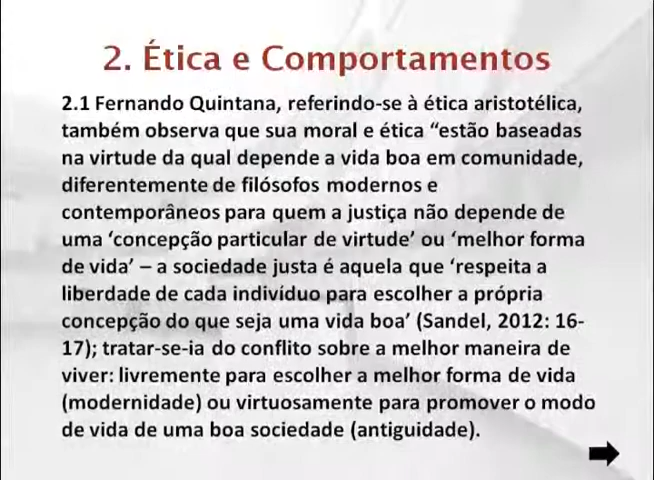 2. Ética e Comportamentos
2.1 Fernando Quintana, referindo-se à ética aristotélica,
também observa que sua moral e ética “estão baseadas
na virtude da qual depende a vida boa em comunidade,
diferentemente de filósofos modernos e
contemporâneos para quem a justiça não depende de
uma ‘concepção particular de virtude’ ou ‘melhor forma
de vida’ – a sociedade justa é aquela que ‘respeita a
liberdade de cada indivíduo para escolher a própria
concepção do que seja uma vida boa’ (Sandel, 2012: 16-
17); tratar-se-ia do conflito sobre a melhor maneira de
viver: livremente para escolher a melhor forma de vida
(modernidade) ou virtuosamente para promover o modo
de vida de uma boa sociedade (antiguidade).